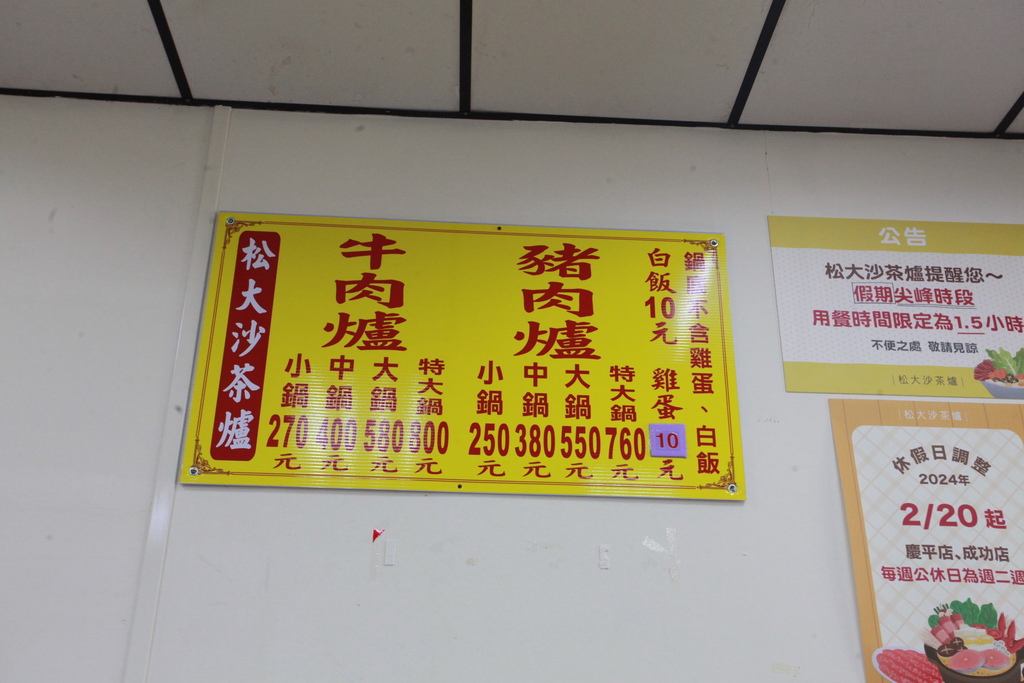 松大沙茶爐
牛肉爐
小鍋270元
中鍋400元
大鍋580元
特大鍋800元
豬肉爐
小鍋250元
中鍋380元
大鍋550元
特大鍋760元
白飯10元
雞蛋10元
鍋 不含雞蛋、白飯
公告
松大沙茶爐提醒您～
假期尖峰時段
用餐時間限定為1.5小時
不便之處 敬請見諒
|松大沙茶爐|
|松大沙茶爐|
休假日調整
2024年
2/20 起
慶平店、成功店
每週公休日為週二週